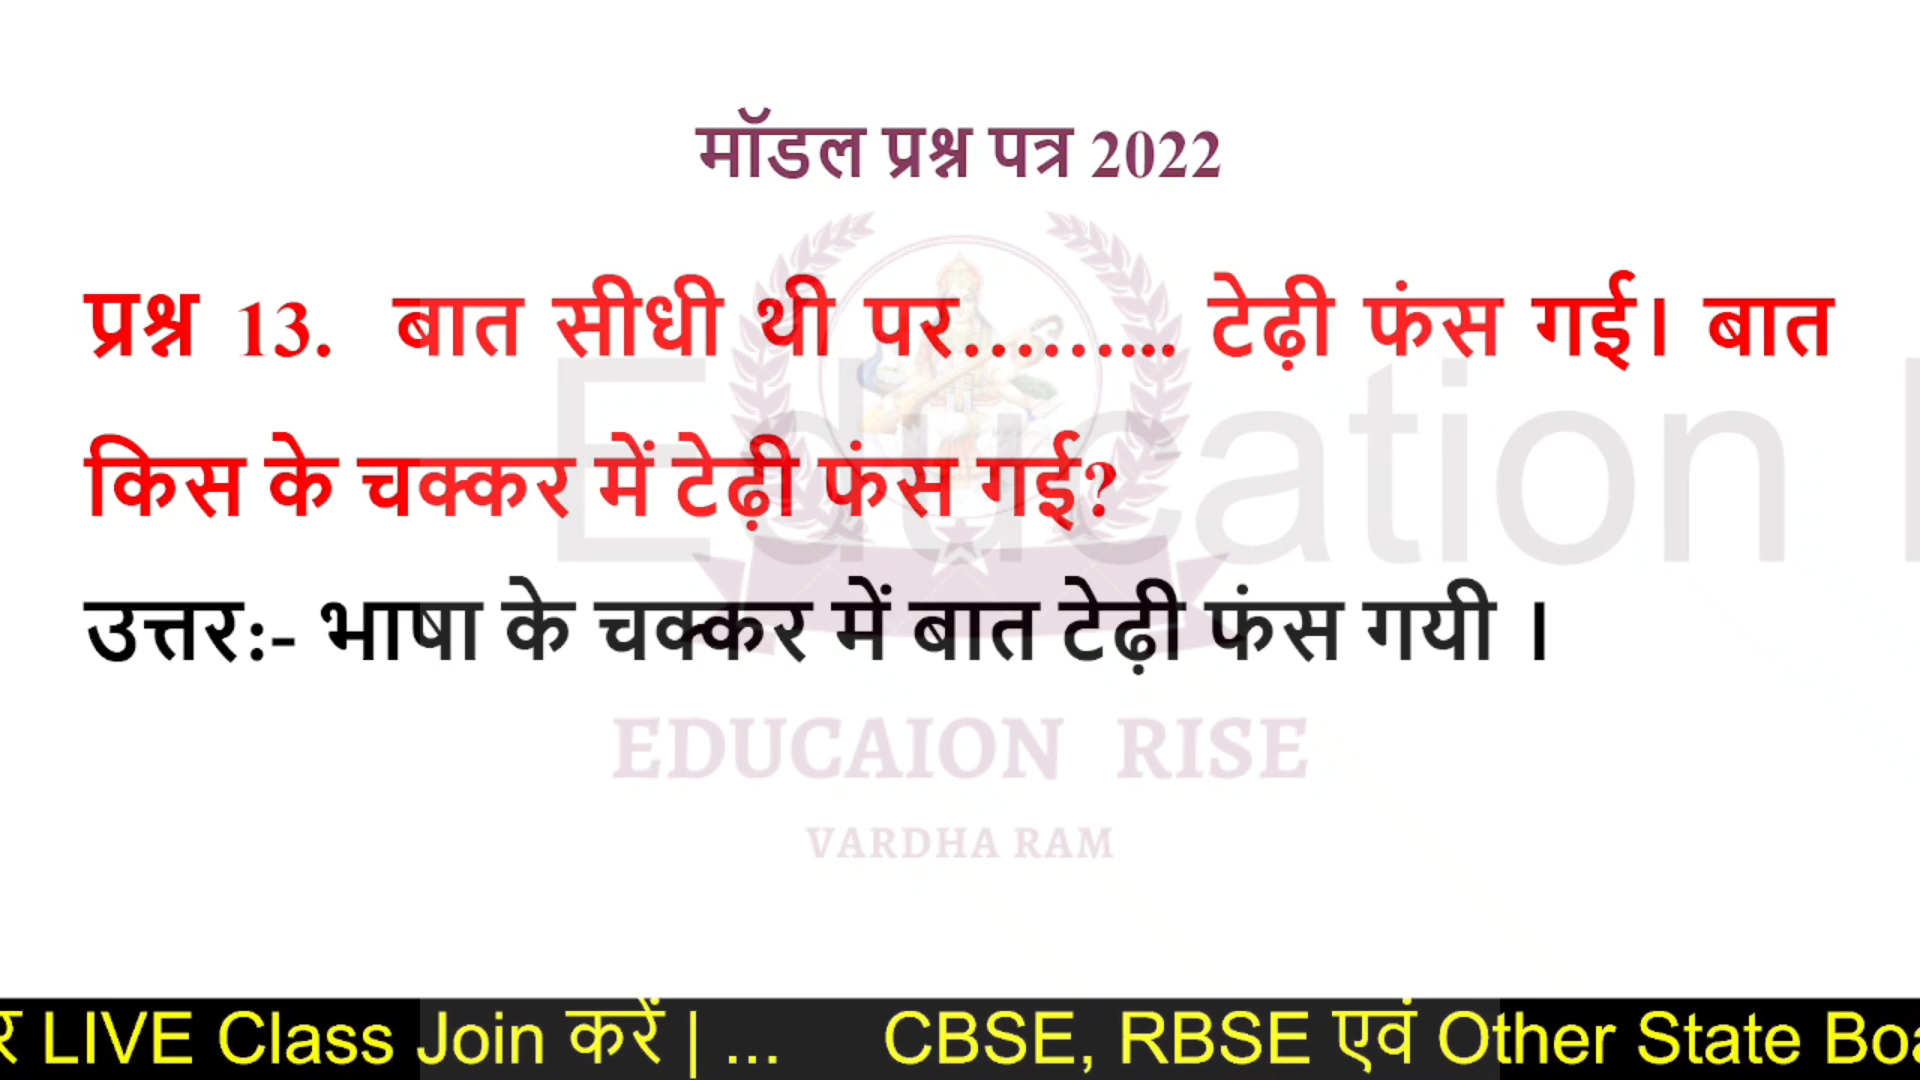 मॉडल प्रश्न पत्र 2022
प्रश्न 13. बात सीधी थी पर……... टेढ़ी फंस गई। बात
किस के चक्कर में टेढ़ी फंस गई?
Education
उत्तर:- भाषा के चक्कर में बात टेढ़ी फंस गयी ।
EDUCAION RISE
VARDHA RAM
LIVE Class Join करें | ... CBSE, RBSE एवं Other State